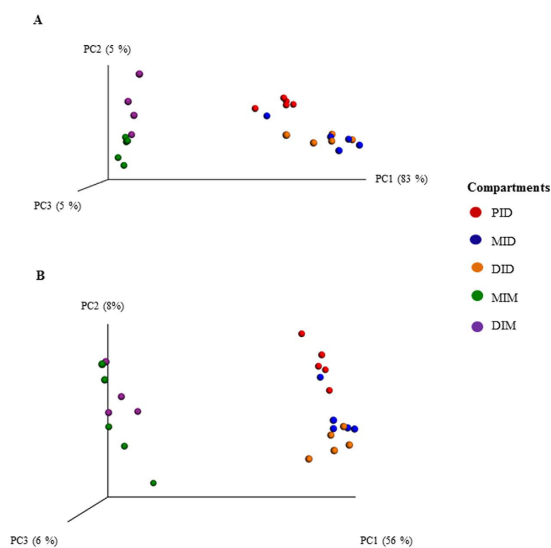 A
PC2 (5 %)
PC1 (83 %)
PC3 (5 %)
Compartments
PID
MID
DID
MIM
DIM
B
PC2 (8%)
PC3 (6 %)
PC1 (56 %)